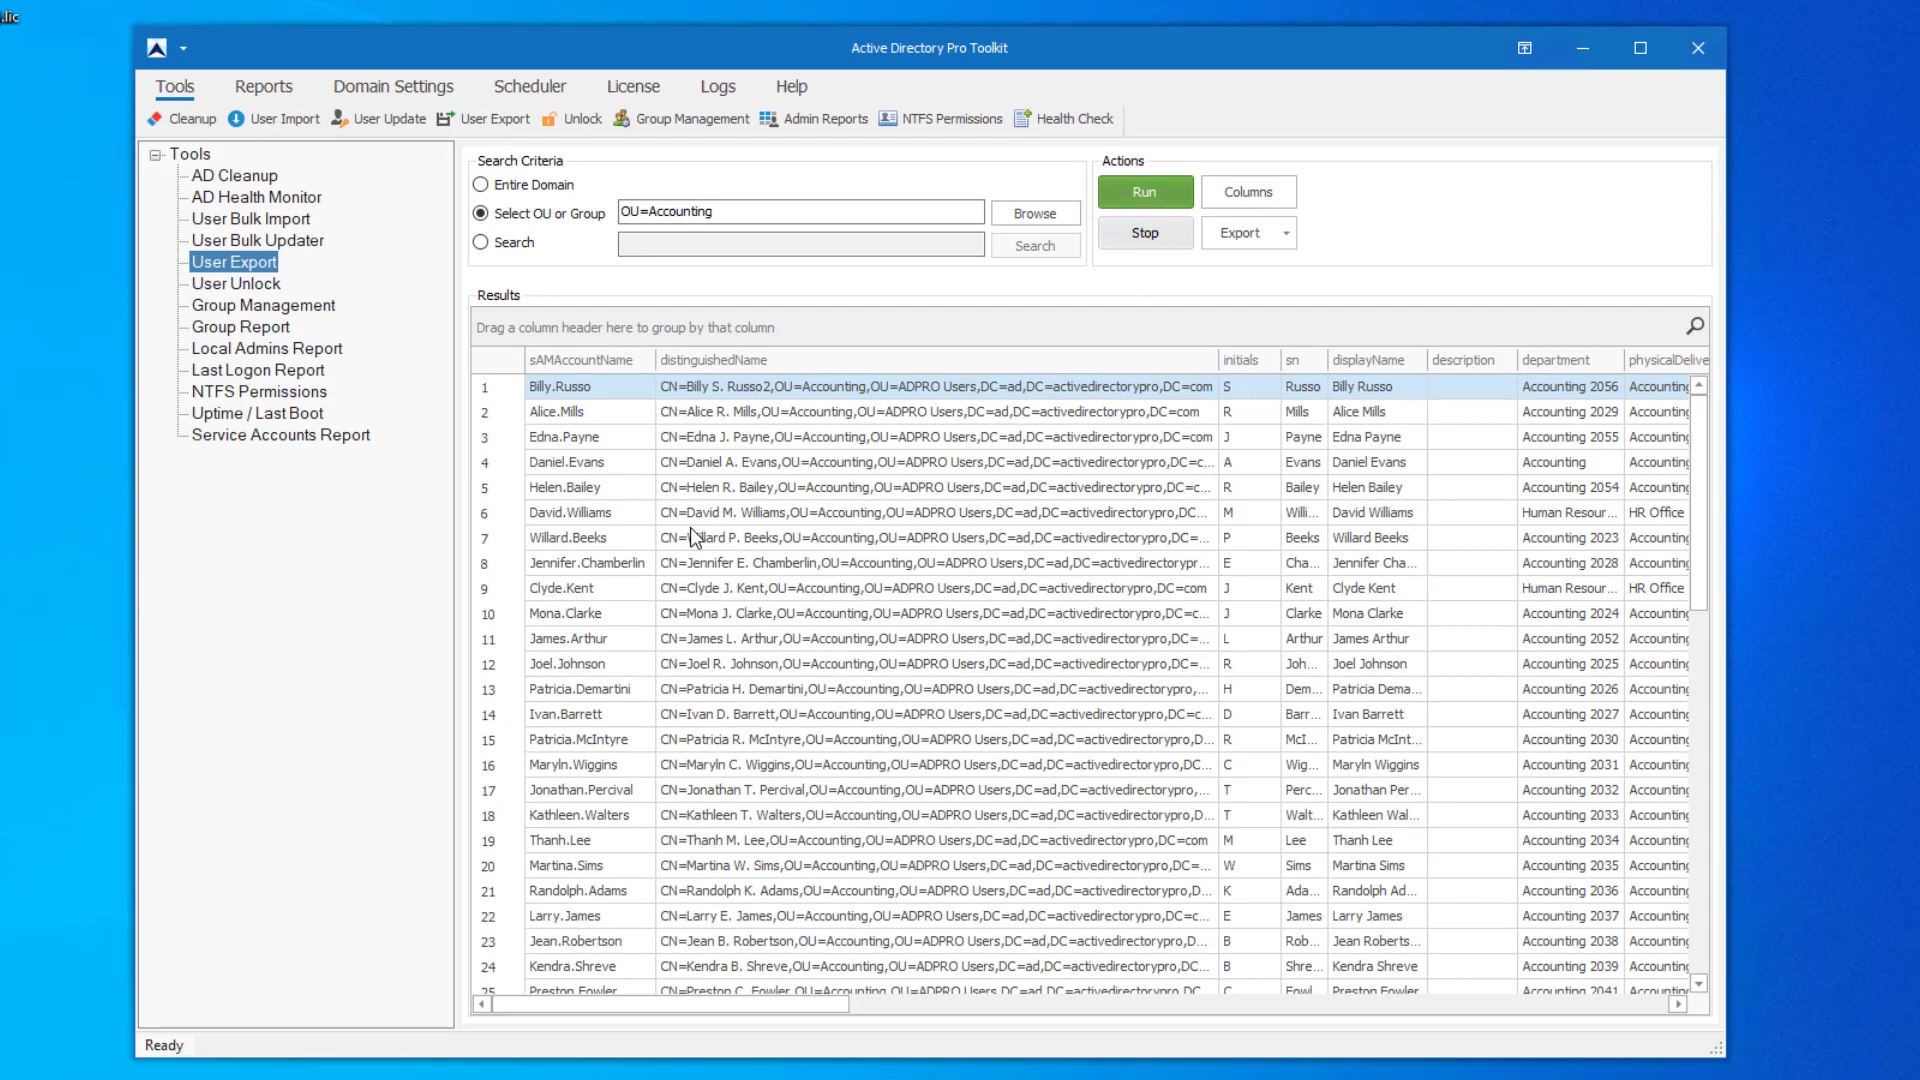 .lic
Active Directory Pro Toolkit
Tools Reports Domain Settings Scheduler License Logs Help
Cleanup User Import User Update User Export Unlock Group Management Admin Reports NTFS Permissions Health Check
Tools
AD Cleanup
AD Health Monitor
User Bulk Import
User Bulk Updater
User Export
User Unlock
Group Management
Group Report
Local Admins Report
Last Logon Report
NTFS Permissions
Uptime / Last Boot
Service Accounts Report
Search Criteria
Entire Domain
Select OU or Group OU=Accounting Browse
Search Search
Actions
Run Columns
Stop Export
Results
Drag a column header here to group by that column
sAMAccountName distinguishedName initials sn displayName description department physicalDelive
1 Billy.Russo CN=Billy S. Russo2,OU=Accounting,OU=ADPRO Users,DC=ad,DC=activedirectorypro,DC=com S Russo Billy Russo Accounting 2056 Accounting
2 Alice.Mills CN=Alice R. Mills,OU=Accounting,OU=ADPRO Users,DC=ad,DC=activedirectorypro,DC=com R Mills Alice Mills Accounting 2029 Accounting
3 Edna.Payne CN=Edna J. Payne,OU=Accounting,OU=ADPRO Users,DC=ad,DC=activedirectorypro,DC=com J Payne Edna Payne Accounting 2055 Accounting
4 Daniel.Evans CN=Daniel A. Evans,OU=Accounting,OU=ADPRO Users,DC=ad,DC=activedirectorypro,DC=c... A Evans Daniel Evans Accounting Accounting
5 Helen.Bailey CN=Helen R. Bailey,OU=Accounting,OU=ADPRO Users,DC=ad,DC=activedirectorypro,DC=c... R Bailey Helen Bailey Accounting 2054 Accounting
6 David.Williams CN=David M. Williams,OU=Accounting,OU=ADPRO Users,DC=ad,DC=activedirectorypro,DC... M Willi... David Williams Human Resour... HR Office
7 Willard.Beeks CN=Willard P. Beeks,OU=Accounting,OU=ADPRO Users,DC=ad,DC=activedirectorypro,DC=... P Beeks Willard Beeks Accounting 2023 Accounting
8 Jennifer.Chamberlin CN=Jennifer E. Chamberlin,OU=Accounting,OU=ADPRO Users,DC=ad,DC=activedirectorypr... E Cha... Jennifer Cha... Accounting 2028 Accounting
9 Clyde.Kent CN=Clyde J. Kent,OU=Accounting,OU=ADPRO Users,DC=ad,DC=activedirectorypro,DC=com J Kent Clyde Kent Human Resour... HR Office
10 Mona.Clarke CN=Mona J. Clarke,OU=Accounting,OU=ADPRO Users,DC=ad,DC=activedirectorypro,DC=c... J Clarke Mona Clarke Accounting 2024 Accounting
11 James.Arthur CN=James L. Arthur,OU=Accounting,OU=ADPRO Users,DC=ad,DC=activedirectorypro,DC=... L Arthur James Arthur Accounting 2052 Accounting
12 Joel.Johnson CN=Joel R. Johnson,OU=Accounting,OU=ADPRO Users,DC=ad,DC=activedirectorypro,DC=... R Joh... Joel Johnson Accounting 2025 Accounting
13 Patricia.Demartini CN=Patricia H. Demartini,OU=Accounting,OU=ADPRO Users,DC=ad,DC=activedirectorypro,... H Dem... Patricia Dema... Accounting 2026 Accounting
14 Ivan.Barrett CN=Ivan D. Barrett,OU=Accounting,OU=ADPRO Users,DC=ad,DC=activedirectorypro,DC=c... D Barr... Ivan Barrett Accounting 2027 Accounting
15 Patricia.McIntyre CN=Patricia R. McIntyre,OU=Accounting,OU=ADPRO Users,DC=ad,DC=activedirectorypro,D... R McI... Patricia McInt... Accounting 2030 Accounting
16 Maryln.Wiggins CN=Maryln C. Wiggins,OU=Accounting,OU=ADPRO Users,DC=ad,DC=activedirectorypro,DC... C Wig... Maryln Wiggins Accounting 2031 Accounting
17 Jonathan.Percival CN=Jonathan T. Percival,OU=Accounting,OU=ADPRO Users,DC=ad,DC=activedirectorypro,... T Perc... Jonathan Per... Accounting 2032 Accounting
18 Kathleen.Walters CN=Kathleen T. Walters,OU=Accounting,OU=ADPRO Users,DC=ad,DC=activedirectorypro,D... T Walt... Kathleen Wal... Accounting 2033 Accounting
19 Thanh.Lee CN=Thanh M. Lee,OU=Accounting,OU=ADPRO Users,DC=ad,DC=activedirectorypro,DC=com M Lee Thanh Lee Accounting 2034 Accounting
20 Martina.Sims CN=Martina W. Sims,OU=Accounting,OU=ADPRO Users,DC=ad,DC=activedirectorypro,DC=... W Sims Martina Sims Accounting 2035 Accounting
21 Randolph.Adams CN=Randolph K. Adams,OU=Accounting,OU=ADPRO Users,DC=ad,DC=activedirectorypro,D... K Ada... Randolph Ad... Accounting 2036 Accounting
22 Larry.James CN=Larry E. James,OU=Accounting,OU=ADPRO Users,DC=ad,DC=activedirectorypro,DC=c... E James Larry James Accounting 2037 Accounting
23 Jean.Robertson CN=Jean B. Robertson,OU=Accounting,OU=ADPRO Users,DC=ad,DC=activedirectorypro,D... B Rob... Jean Roberts... Accounting 2038 Accounting
24 Kendra.Shreve CN=Kendra B. Shreve,OU=Accounting,OU=ADPRO Users,DC=ad,DC=activedirectorypro,DC... B Shre... Kendra Shreve Accounting 2039 Accounting
25 Preston.Fowler CN=Preston C. Fowler,OU=Accounting,OU=ADPRO Users,DC=ad,DC=activedirectorypro,DC... C Fowl... Preston Fowler Accounting 2041 Accounting
Ready